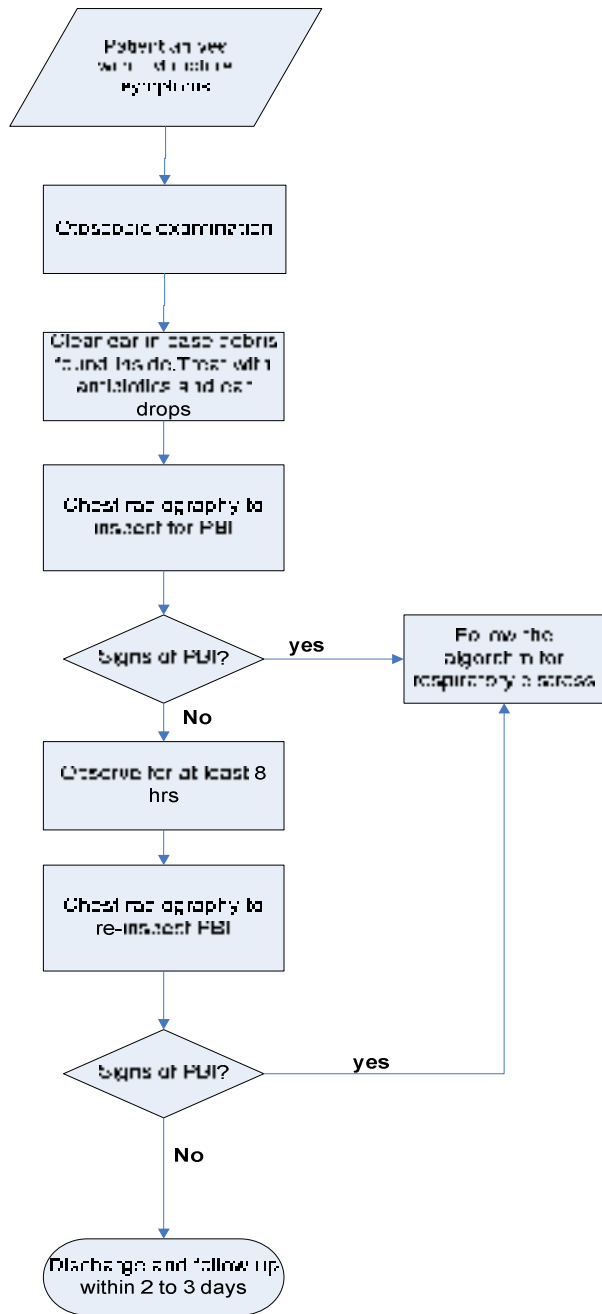 Patient arrives
with
symptoms
Otoscopic examination
Clear ear in case debris
found inside.Treat with
antibiotics and ear
drops
Chest radiography to
inspect for PBI
Signs of PBI?
yes
Follow the
algorithm for
respiratory distress
No
Observe for at least 8
hrs
Chest radiography to
re-inspect PBI
Signs of PBI?
yes
No
Discharge and follow up
within 2 to 3 days